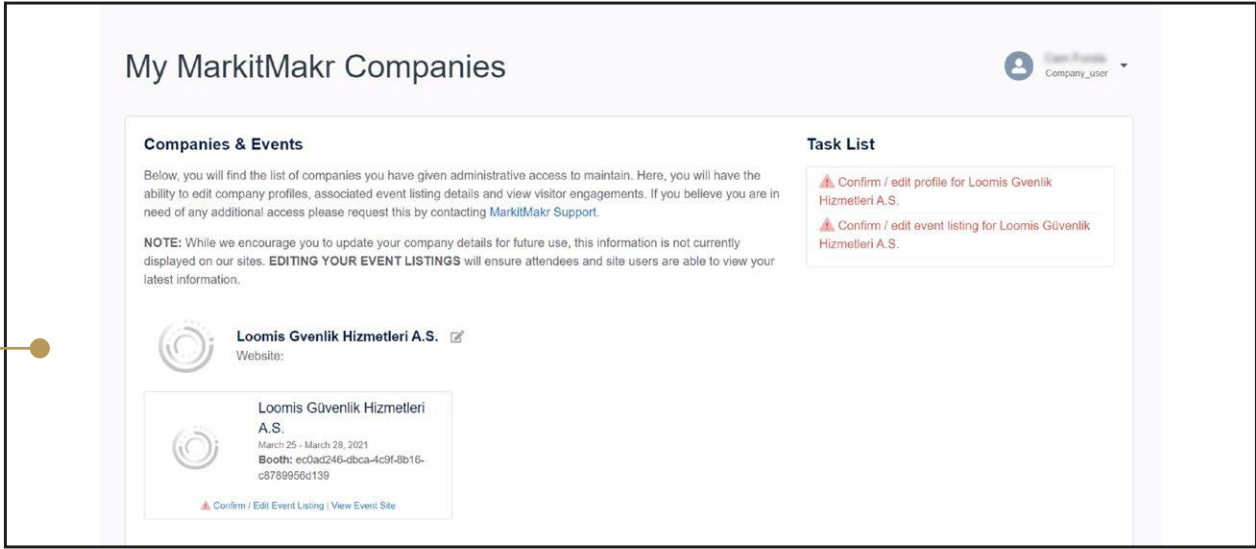 My MarkitMakr Companies
Company_user
Companies & Events
Below, you will find the list of companies you have given administrative access to maintain. Here, you will have the
ability to edit company profiles, associated event listing details and view visitor engagements. If you believe you are in
need of any additional access please request this by contacting MarkitMakr Support.
NOTE: While we encourage you to update your company details for future use, this information is not currently
displayed on our sites. EDITING YOUR EVENT LISTINGS will ensure attendees and site users are able to view your
latest information.
Loomis Gvenlik Hizmetleri A.S.
Website:
Loomis Güvenlik Hizmetleri
A.S.
March 25 - March 28, 2021
Booth: ec0ad246-dbca-4c9f-8b16-
c8789956d139
Confirm / Edit Event Listing | View Event Site
Task List
Confirm / edit profile for Loomis Gvenlik
Hizmetleri A.S.
Confirm / edit event listing for Loomis Güvenlik
Hizmetleri A.S.